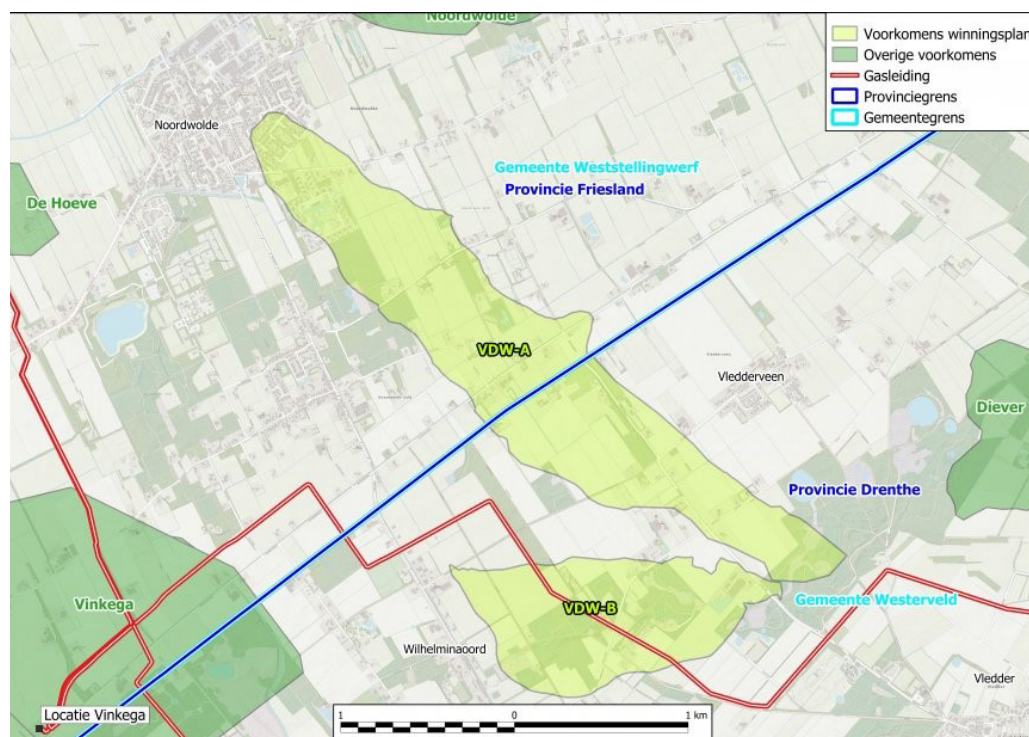 Noordwolde
Voorkomens winningsplan
Overige voorkomens
Gasleiding
Provinciegrens
Gemeentegrens
Noordwolde
Gemeente Weststellingwerf
Provincie Friesland
De Hoeve
VDW-A
Vledderveen
Diever
Provincie Drenthe
Vinkega
VDW-B
Gemeente Westerveld
Wilhelminaoord
Vledder
Locatie Vinkega
1 0 1 km